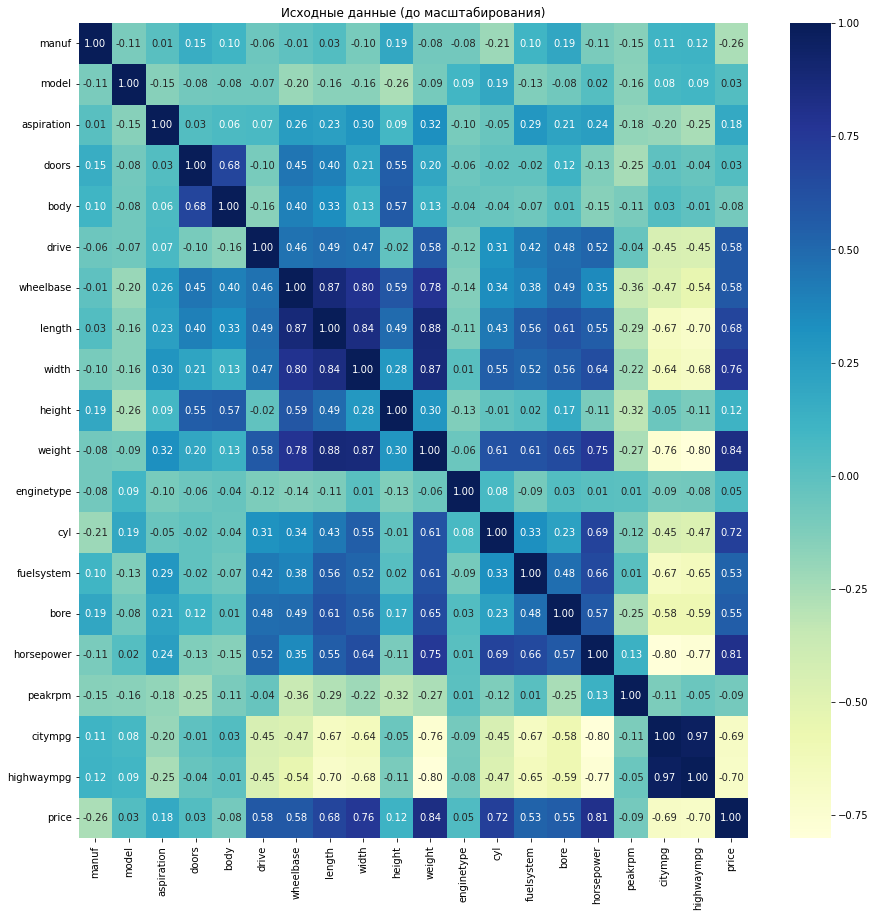 Исходные данные (до масштабирования)
manuf 1.00 -0.11 0.01 0.15 0.10 -0.06 -0.01 0.03 -0.10 0.19 -0.08 -0.08 -0.21 0.10 0.19 -0.11 -0.15 0.11 0.12 -0.26
model -0.11 1.00 -0.15 -0.08 -0.08 -0.07 -0.20 -0.16 -0.16 -0.26 -0.09 0.09 0.19 -0.13 -0.08 0.02 -0.16 0.08 0.09 0.03
aspiration 0.01 -0.15 1.00 0.03 0.06 0.07 0.26 0.23 0.30 0.09 0.32 -0.10 -0.05 0.29 0.21 0.24 -0.18 -0.20 -0.25 0.18
doors 0.15 -0.08 0.03 1.00 0.68 -0.10 0.45 0.40 0.21 0.55 0.20 -0.06 -0.02 -0.02 0.12 -0.13 -0.25 -0.01 -0.04 0.03
body 0.10 -0.08 0.06 0.68 1.00 -0.16 0.40 0.33 0.13 0.57 0.13 -0.04 -0.04 -0.07 0.01 -0.15 -0.11 0.03 -0.01 -0.08
drive -0.06 -0.07 0.07 -0.10 -0.16 1.00 0.46 0.49 0.47 -0.02 0.58 -0.12 0.31 0.42 0.48 0.52 -0.04 -0.45 -0.45 0.58
wheelbase -0.01 -0.20 0.26 0.45 0.40 0.46 1.00 0.87 0.80 0.59 0.78 -0.14 0.34 0.38 0.49 0.35 -0.36 -0.47 -0.54 0.58
length 0.03 -0.16 0.23 0.40 0.33 0.49 0.87 1.00 0.84 0.49 0.88 -0.11 0.43 0.56 0.61 0.55 -0.29 -0.67 -0.70 0.68
width -0.10 -0.16 0.30 0.21 0.13 0.47 0.80 0.84 1.00 0.28 0.87 0.01 0.55 0.52 0.56 0.64 -0.22 -0.64 -0.68 0.76
height 0.19 -0.26 0.09 0.55 0.57 -0.02 0.59 0.49 0.28 1.00 0.30 -0.13 -0.01 0.02 0.17 -0.11 -0.32 -0.05 -0.11 0.12
weight -0.08 -0.09 0.32 0.20 0.13 0.58 0.78 0.88 0.87 0.30 1.00 -0.06 0.61 0.61 0.65 0.75 -0.27 -0.76 -0.80 0.84
enginetype -0.08 0.09 -0.10 -0.06 -0.04 -0.12 -0.14 -0.11 0.01 -0.13 -0.06 1.00 0.08 -0.09 0.03 0.01 0.01 -0.09 -0.08 0.05
cyl -0.21 0.19 -0.05 -0.02 -0.04 0.31 0.34 0.43 0.55 -0.01 0.61 0.08 1.00 0.33 0.23 0.69 -0.12 -0.45 -0.47 0.72
fuelsystem 0.10 -0.13 0.29 -0.02 -0.07 0.42 0.38 0.56 0.52 0.02 0.61 -0.09 0.33 1.00 0.48 0.66 0.01 -0.67 -0.65 0.53
bore 0.19 -0.08 0.21 0.12 0.01 0.48 0.49 0.61 0.56 0.17 0.65 0.03 0.23 0.48 1.00 0.57 -0.25 -0.58 -0.59 0.55
horsepower -0.11 0.02 0.24 -0.13 -0.15 0.52 0.35 0.55 0.64 -0.11 0.75 0.01 0.69 0.66 0.57 1.00 0.13 -0.80 -0.77 0.81
peakrpm -0.15 -0.16 -0.18 -0.25 -0.11 -0.04 -0.36 -0.29 -0.22 -0.32 -0.27 0.01 -0.12 0.01 -0.25 0.13 1.00 -0.11 -0.05 -0.09
citympg 0.11 0.08 -0.20 -0.01 0.03 -0.45 -0.47 -0.67 -0.64 -0.05 -0.76 -0.09 -0.45 -0.67 -0.58 -0.80 -0.11 1.00 0.97 -0.69
highwaympg 0.12 0.09 -0.25 -0.04 -0.01 -0.45 -0.54 -0.70 -0.68 -0.11 -0.80 -0.08 -0.47 -0.65 -0.59 -0.77 -0.05 0.97 1.00 -0.70
price -0.26 0.03 0.18 0.03 -0.08 0.58 0.58 0.68 0.76 0.12 0.84 0.05 0.72 0.53 0.55 0.81 -0.09 -0.69 -0.70 1.00
manuf model aspiration doors body drive wheelbase length width height weight enginetype cyl fuelsystem bore horsepower peakrpm citympg highwaympg price
1.00
0.75
0.50
0.25
0.00
−0.25
−0.50
−0.75